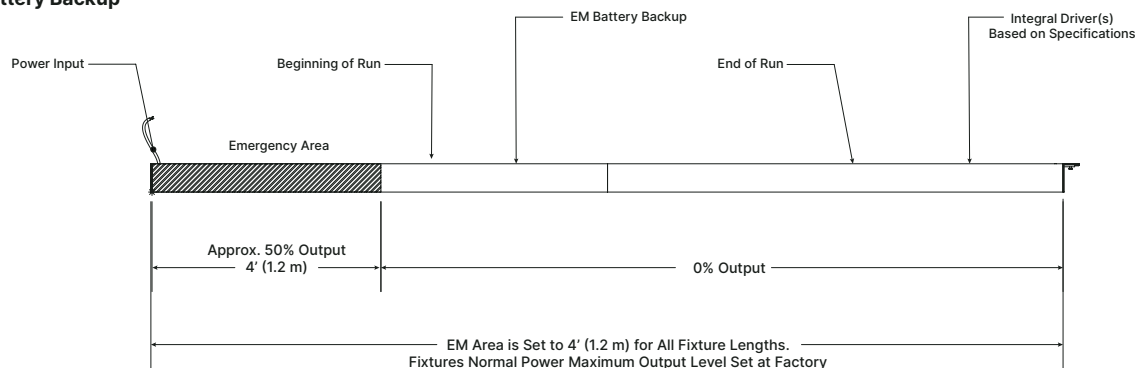 ttery Backup
EM Battery Backup
Integral Driver(s)
Based on Specifications
Power Input
Beginning of Run
End of Run
Emergency Area
Approx. 50% Output
4’ (1.2 m)
0% Output
EM Area is Set to 4’ (1.2 m) for All Fixture Lengths.
Fixtures Normal Power Maximum Output Level Set at Factory